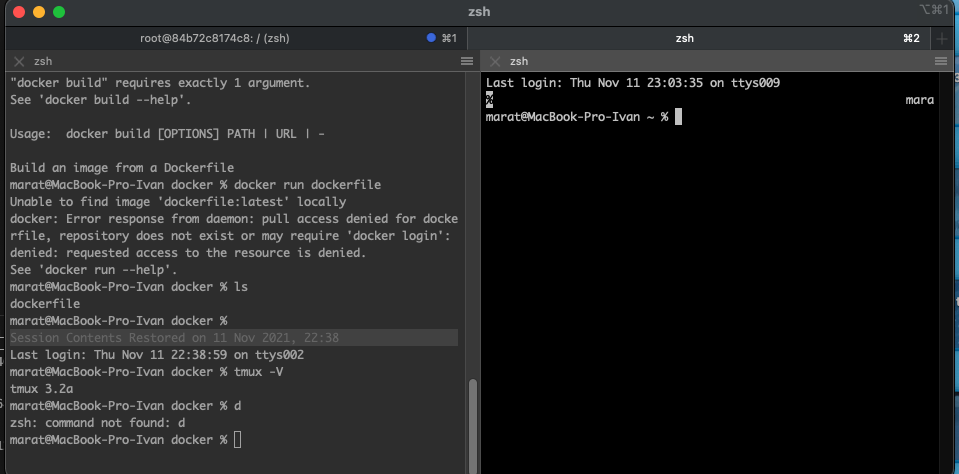 zsh
⌥⌘1
root@84b72c8174c8: / (zsh)
⌘1
zsh
⌘2
zsh
"docker build" requires exactly 1 argument.
See 'docker build --help'.
Usage:  docker build [OPTIONS] PATH | URL | -
Build an image from a Dockerfile
marat@MacBook-Pro-Ivan docker % docker run dockerfile
Unable to find image 'dockerfile:latest' locally
docker: Error response from daemon: pull access denied for docke
rfile, repository does not exist or may require 'docker login':
denied: requested access to the resource is denied.
See 'docker run --help'.
marat@MacBook-Pro-Ivan docker % ls
dockerfile
marat@MacBook-Pro-Ivan docker %
Session Contents Restored on 11 Nov 2021, 22:38
Last login: Thu Nov 11 22:38:59 on ttys002
marat@MacBook-Pro-Ivan docker % tmux -V
tmux 3.2a
marat@MacBook-Pro-Ivan docker % d
zsh: command not found: d
marat@MacBook-Pro-Ivan docker %
zsh
Last login: Thu Nov 11 23:03:35 on ttys009
% mara
marat@MacBook-Pro-Ivan ~ %